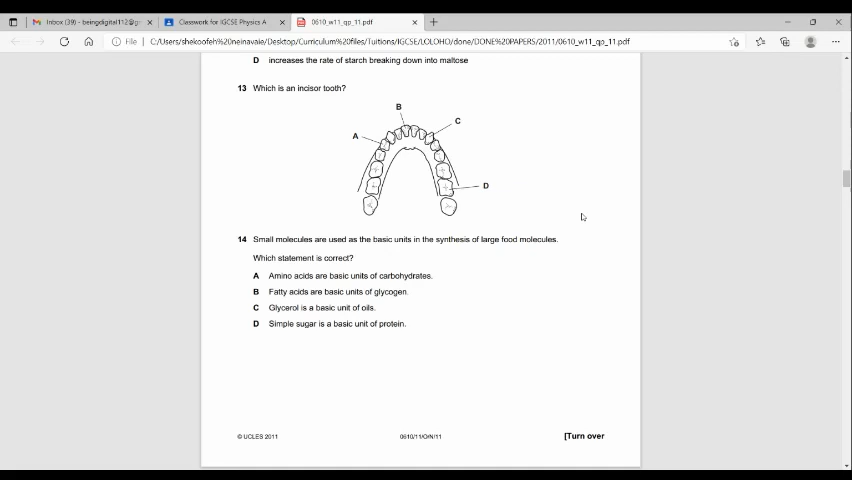 Inbox (39) - beingdigital112@g
Classwork for IGCSE Physics A
0610_w11_qp_11.pdf
File
C:/Users/shekoofeh%20neinavaie/Desktop/Curriculum%20files/Tuitions/IGCSE/LOLOHO/done/DONE%20PAPERS/2011/0610_w11_qp_11.pdf
D increases the rate of starch breaking down into maltose
13 Which is an incisor tooth?
B
C
A
D
14 Small molecules are used as the basic units in the synthesis of large food molecules.
Which statement is correct?
A Amino acids are basic units of carbohydrates.
B Fatty acids are basic units of glycogen.
C Glycerol is a basic unit of oils.
D Simple sugar is a basic unit of protein.
© UCLES 2011 0610/11/O/N/11 [Turn over